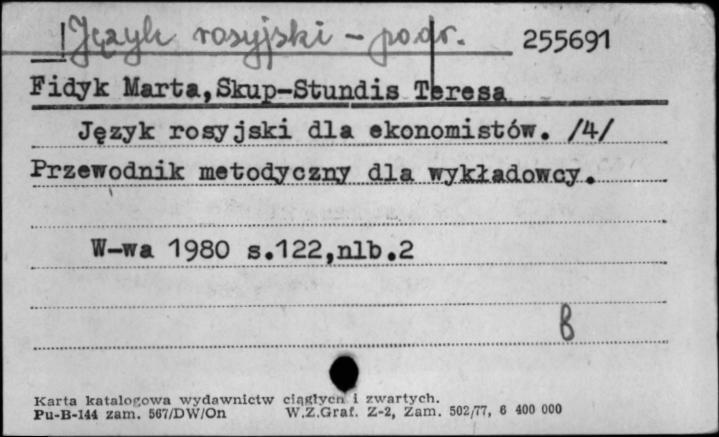 Język rosyjski - podr. 255691
Fidyk Marta,Skup-Stundis Teresa
Język rosyjski dla ekonomistów. /4/
Przewodnik metodyczny dla wykładowcy.
W-wa 1980 s.122,nlb.2
B
Karta katalogowa wydawnictw ciągłych i zwartych.
Pu-B-144 zam. 567/DW/On W.Z.Graf. Z-2, Zam. 502/77, 6 400 000